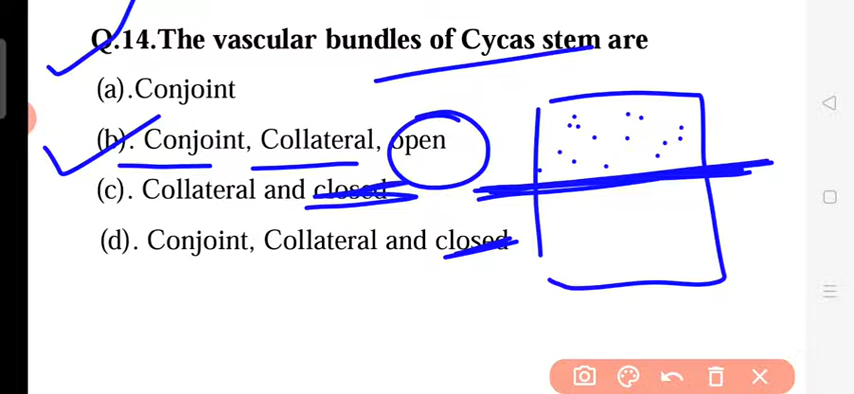 Q.14.The vascular bundles of Cycas stem are
(a).Conjoint
(b). Conjoint, Collateral, open
(c). Collateral and closed
(d). Conjoint, Collateral and closed